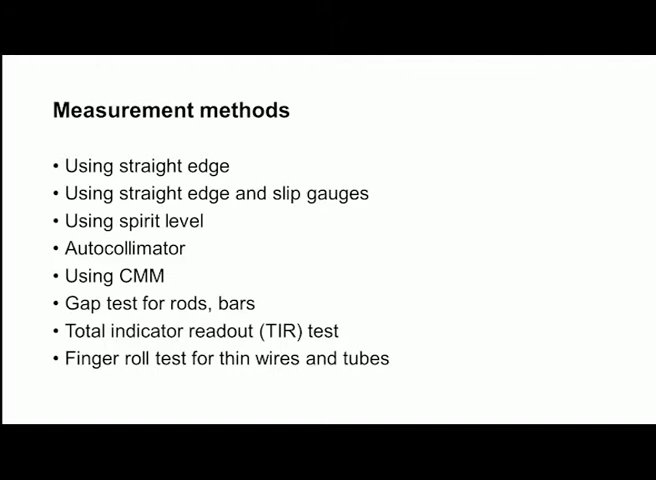 Measurement methods
• Using straight edge
• Using straight edge and slip gauges
• Using spirit level
• Autocollimator
• Using CMM
• Gap test for rods, bars
• Total indicator readout (TIR) test
• Finger roll test for thin wires and tubes